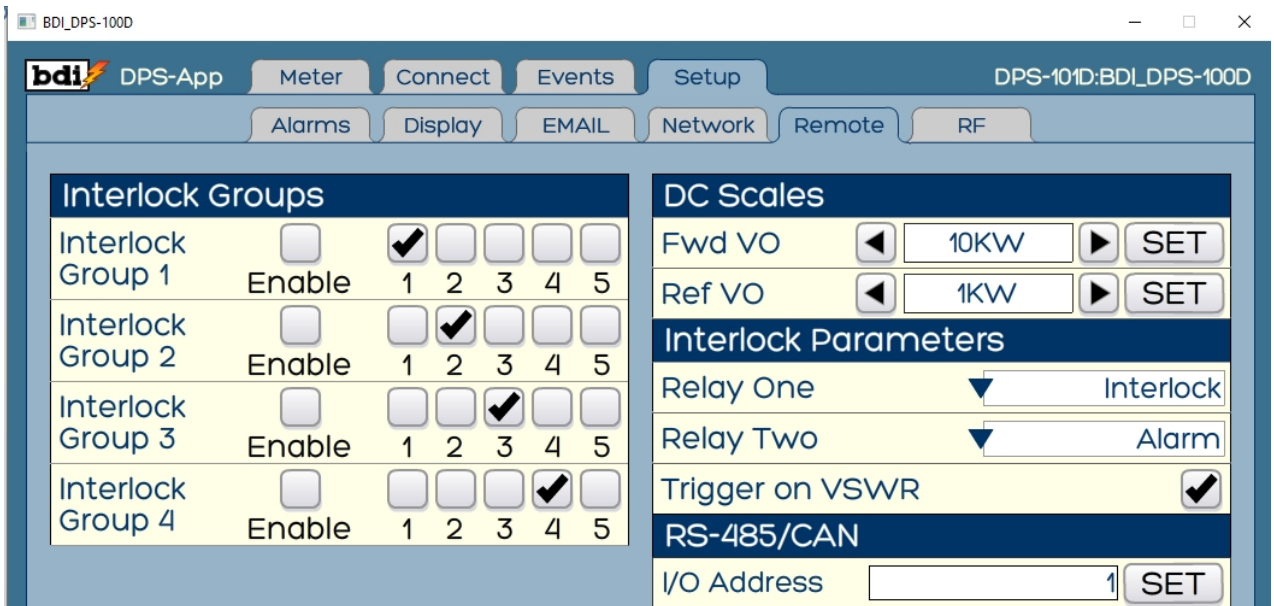 BDI_DPS-100D
bdi DPS-App Meter Connect Events Setup DPS-101D:BDI_DPS-100D
Alarms Display EMAIL Network Remote RF
Interlock Groups
Interlock
Group 1
Enable 1 2 3 4 5
Interlock
Group 2
Enable 1 2 3 4 5
Interlock
Group 3
Enable 1 2 3 4 5
Interlock
Group 4
Enable 1 2 3 4 5
DC Scales
Fwd VO 10KW SET
Ref VO 1KW SET
Interlock Parameters
Relay One Interlock
Relay Two Alarm
Trigger on VSWR
RS-485/CAN
I/O Address 1 SET